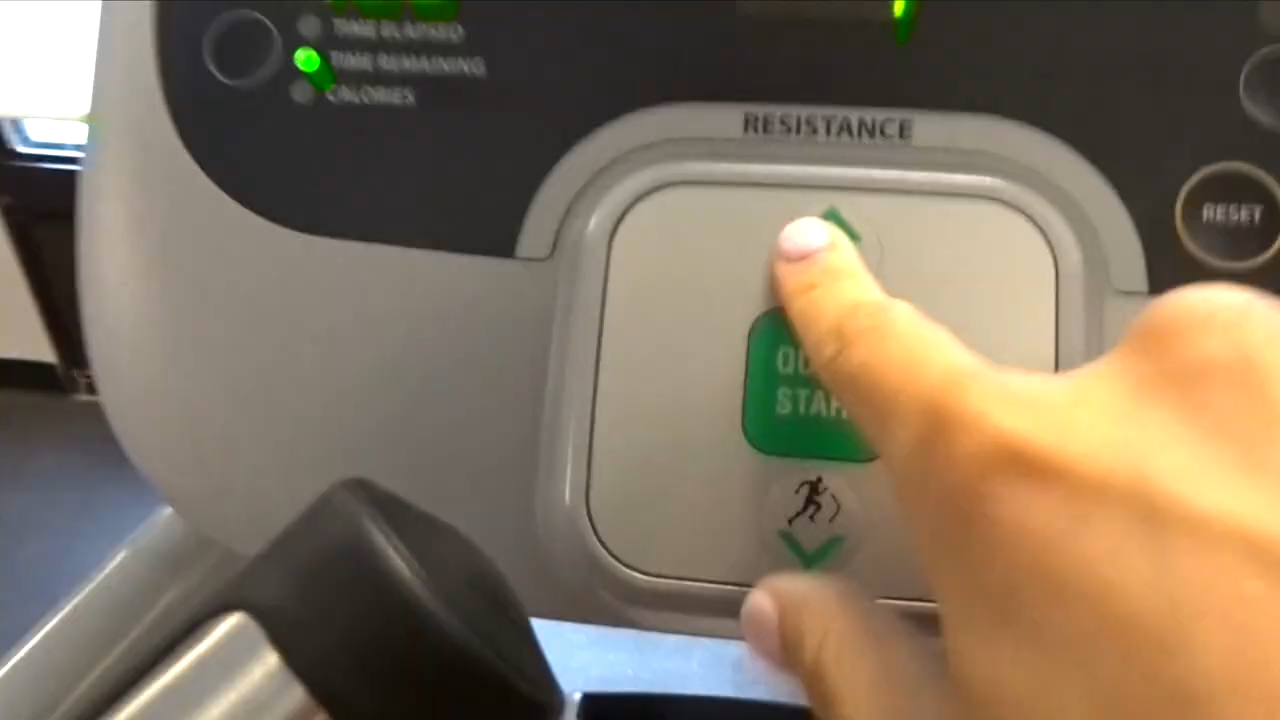 TIME ELAPSED
TIME REMAINING
CALORIES
RESISTANCE
RESET